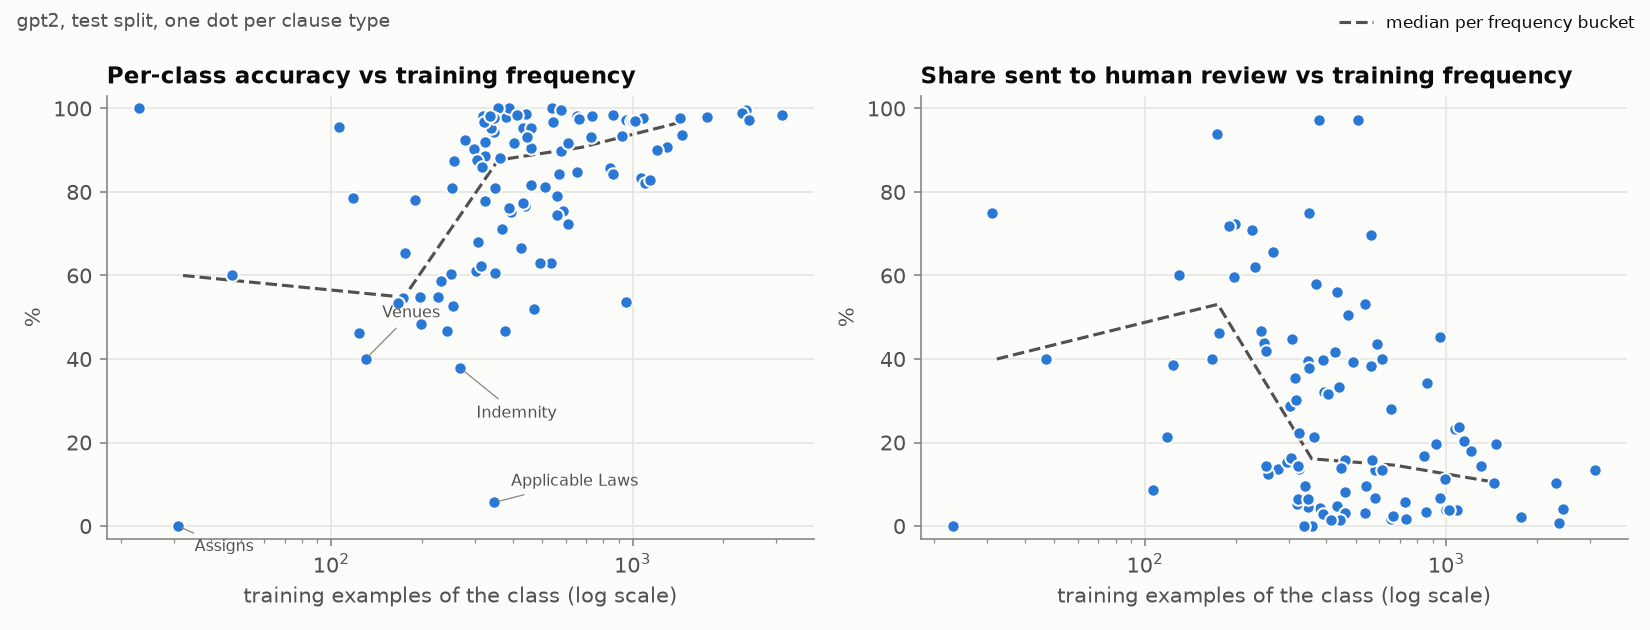 gpt2, test split, one dot per clause type
median per frequency bucket
Per-class accuracy vs training frequency
100
80
60
40
20
0
%
Venues
Indemnity
Applicable Laws
Assigns
10²
10³
training examples of the class (log scale)
Share sent to human review vs training frequency
100
80
60
40
20
0
%
10²
10³
training examples of the class (log scale)